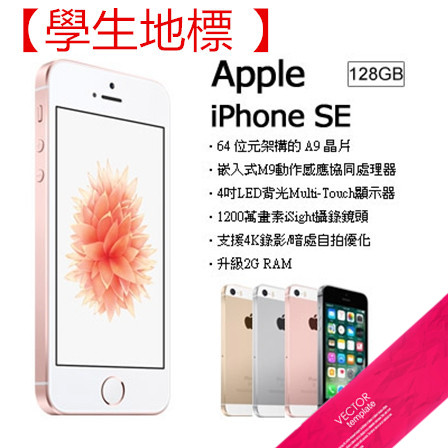 【學生地標 】
Apple
128GB
iPhone SE
·64 位元架構的 A9 晶片
·嵌入式M9動作感應協同處理器
·4吋LED背光Multi-Touch顯示器
·1200萬畫素iSight攝錄鏡頭
·支援4K錄影/暗處自拍優化
·升級2G RAM
VECTOR
template